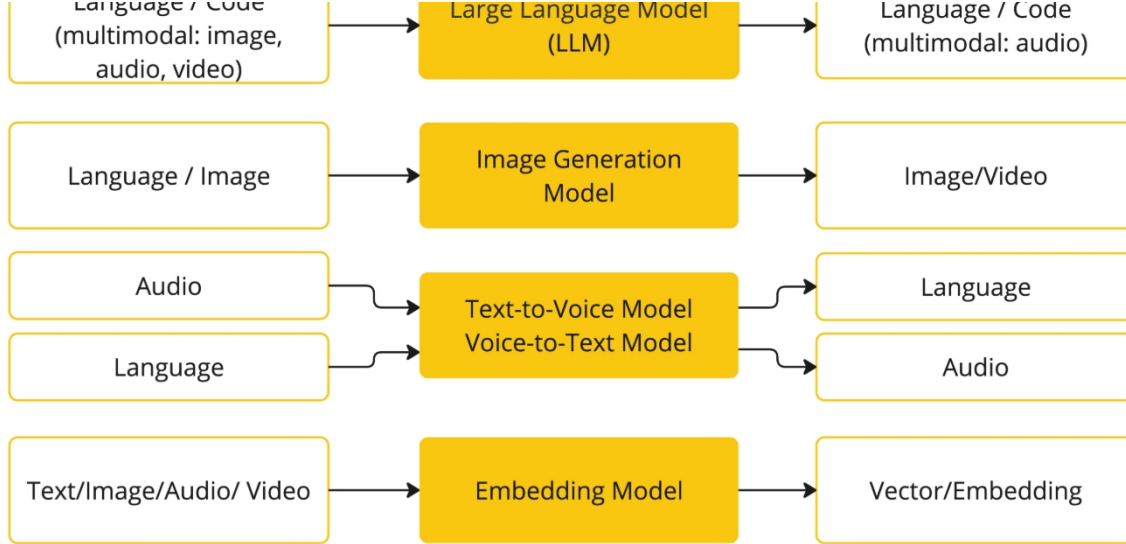 Language / Code
(multimodal: image,
audio, video)
Large Language Model
(LLM)
Language / Code
(multimodal: audio)
Language / Image
Image Generation
Model
Image/Video
Audio
Language
Text-to-Voice Model
Voice-to-Text Model
Language
Audio
Text/Image/Audio/ Video
Embedding Model
Vector/Embedding